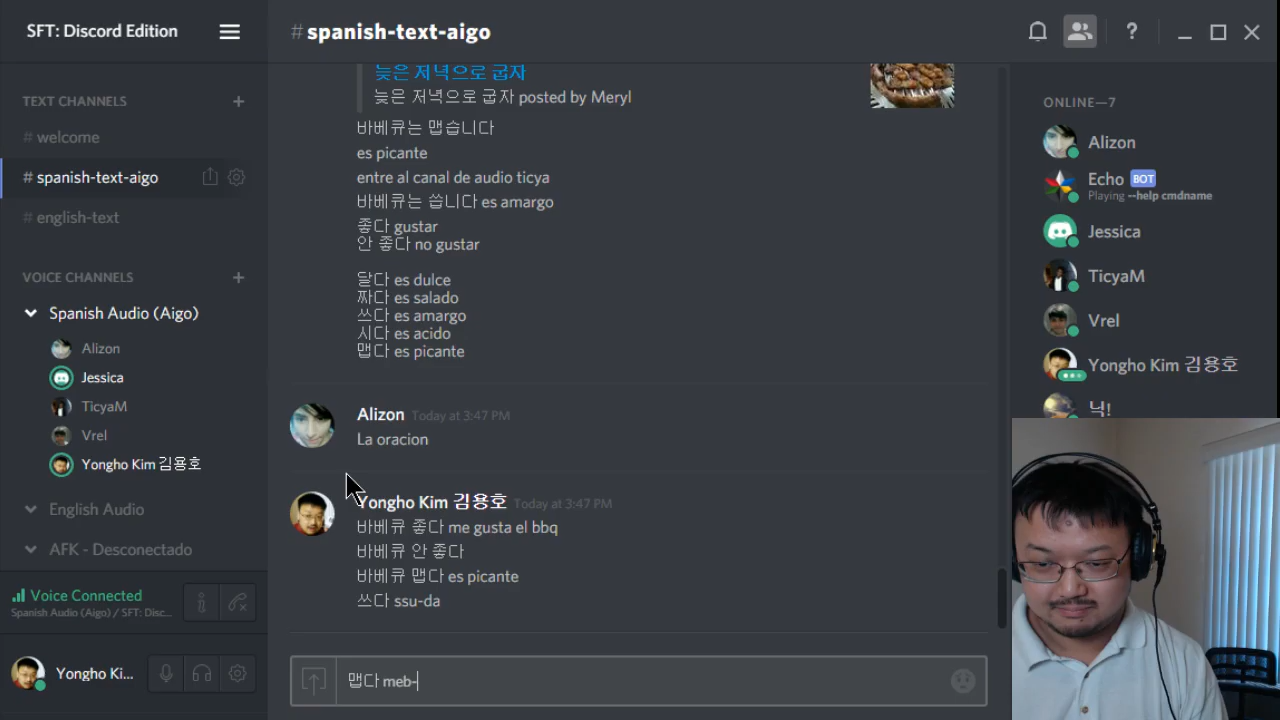 SFT: Discord Edition
TEXT CHANNELS
# welcome
# spanish-text-aigo
# english-text
VOICE CHANNELS
Spanish Audio (Aigo)
Alizon
Jessica
TicyaM
Vrel
Yongho Kim 김용호
English Audio
AFK - Desconectado
Voice Connected
Spanish Audio (Aigo) / SFT: Disc...
Yongho Ki...
# spanish-text-aigo
늦은 저녁으로 굽자
늦은 저녁으로 굽자 posted by Meryl
바베큐는 맵습니다
es picante
entre al canal de audio ticya
바베큐는 씁니다 es amargo
좋다 gustar
안 좋다 no gustar
달다 es dulce
짜다 es salado
쓰다 es amargo
시다 es acido
맵다 es picante
Alizon Today at 3:47 PM
La oracion
Yongho Kim 김용호 Today at 3:47 PM
바베큐 좋다 me gusta el bbq
바베큐 안 좋다
바베큐 맵다 es picante
쓰다 ssu-da
맵다 meb-
ONLINE—7
Alizon
Echo BOT
Playing --help cmdname
Jessica
TicyaM
Vrel
Yongho Kim 김용호
닉!